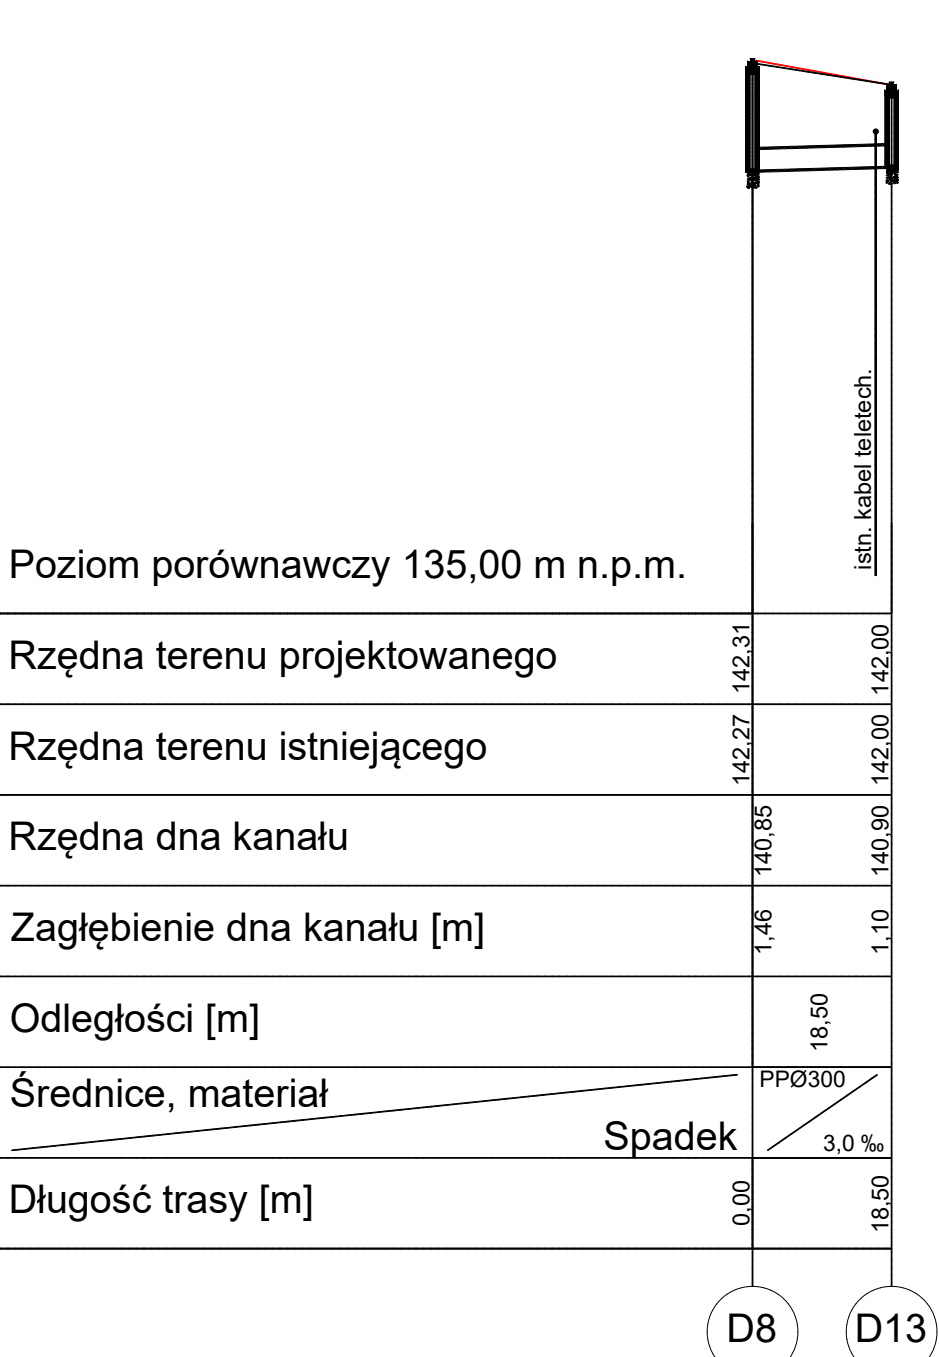 istn. kabel teletech.
Poziom porównawczy 135,00 m n.p.m.
Rzędna terenu projektowanego 142,31 142,00
Rzędna terenu istniejącego 142,27 142,00
Rzędna dna kanału 140,85 140,90
Zagłębienie dna kanału [m] 1,46 1,10
Odległości [m] 18,50
Średnice, materiał PPØ300
Spadek 3,0 ‰
Długość trasy [m] 0,00 18,50
D8 D13